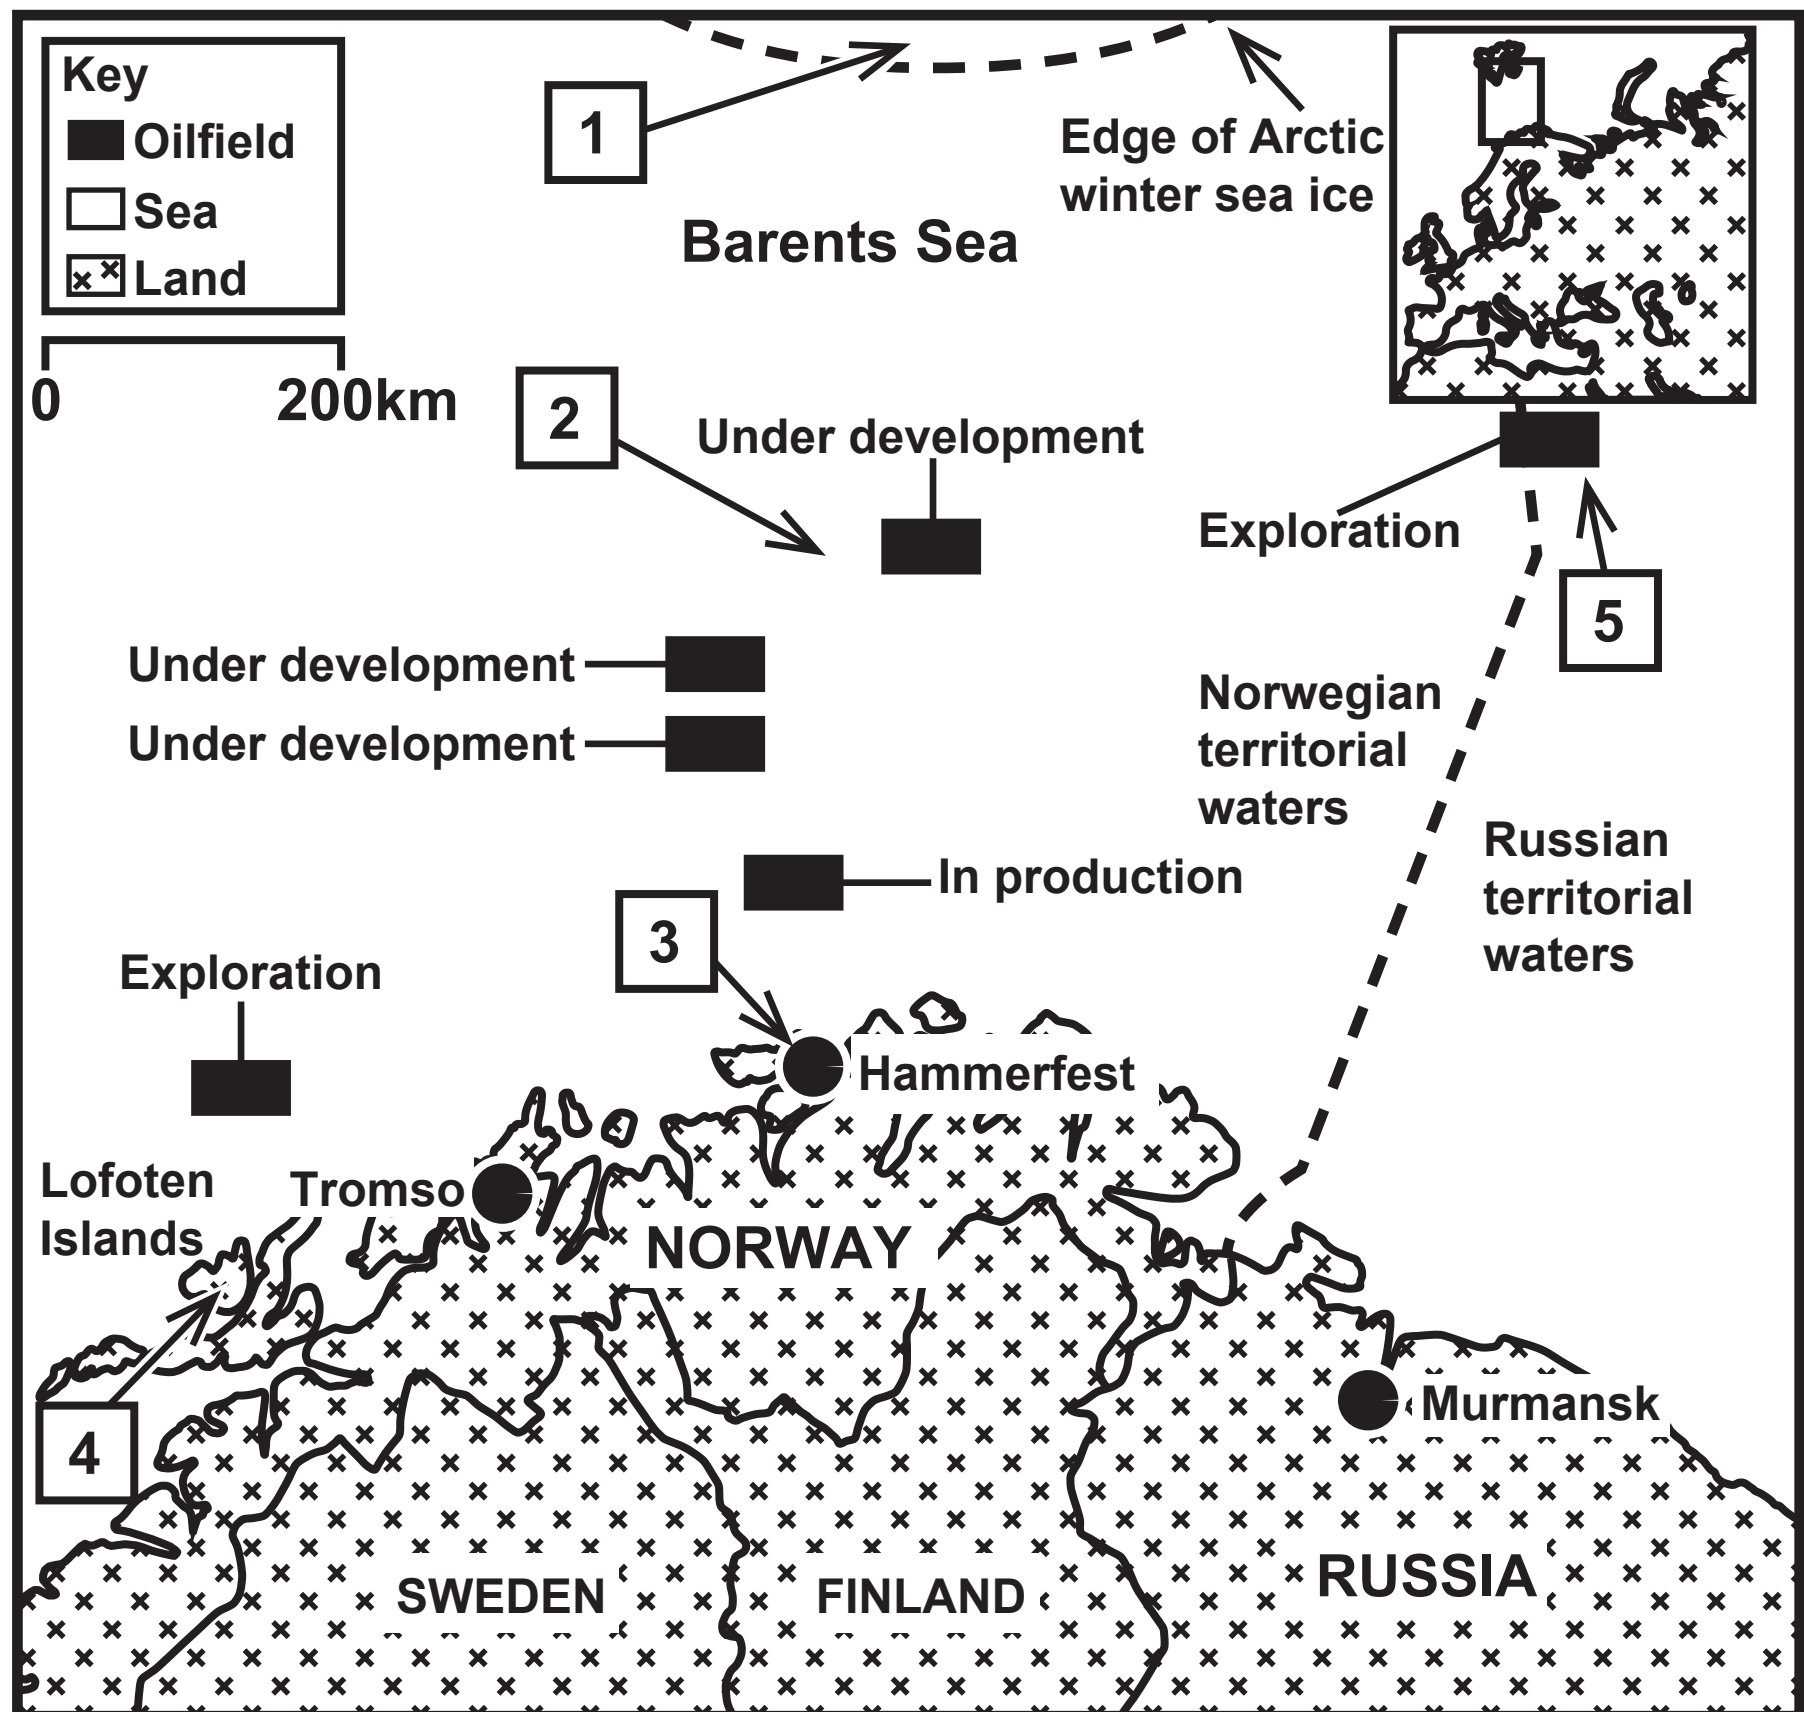 Key
Oilfield
Sea
Land
0
200km
1
Edge of Arctic
winter sea ice
Barents Sea
2
Under development
Exploration
5
Under development
Under development
Norwegian
territorial
waters
Russian
territorial
waters
In production
3
Exploration
Hammerfest
Lofoten
Islands
Tromso
NORWAY
4
Murmansk
SWEDEN
FINLAND
RUSSIA